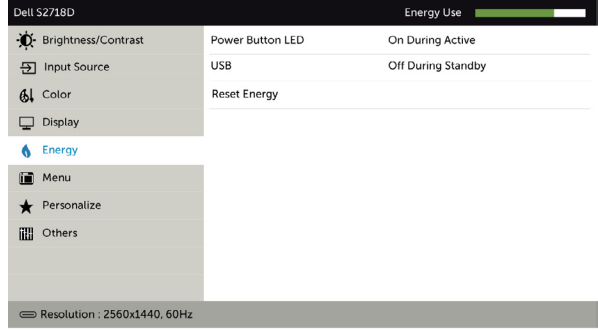 Dell S2718D Energy Use
Brightness/Contrast Power Button LED On During Active
Input Source USB Off During Standby
Color Reset Energy
Display
Energy
Menu
Personalize
Others
Resolution : 2560x1440, 60Hz